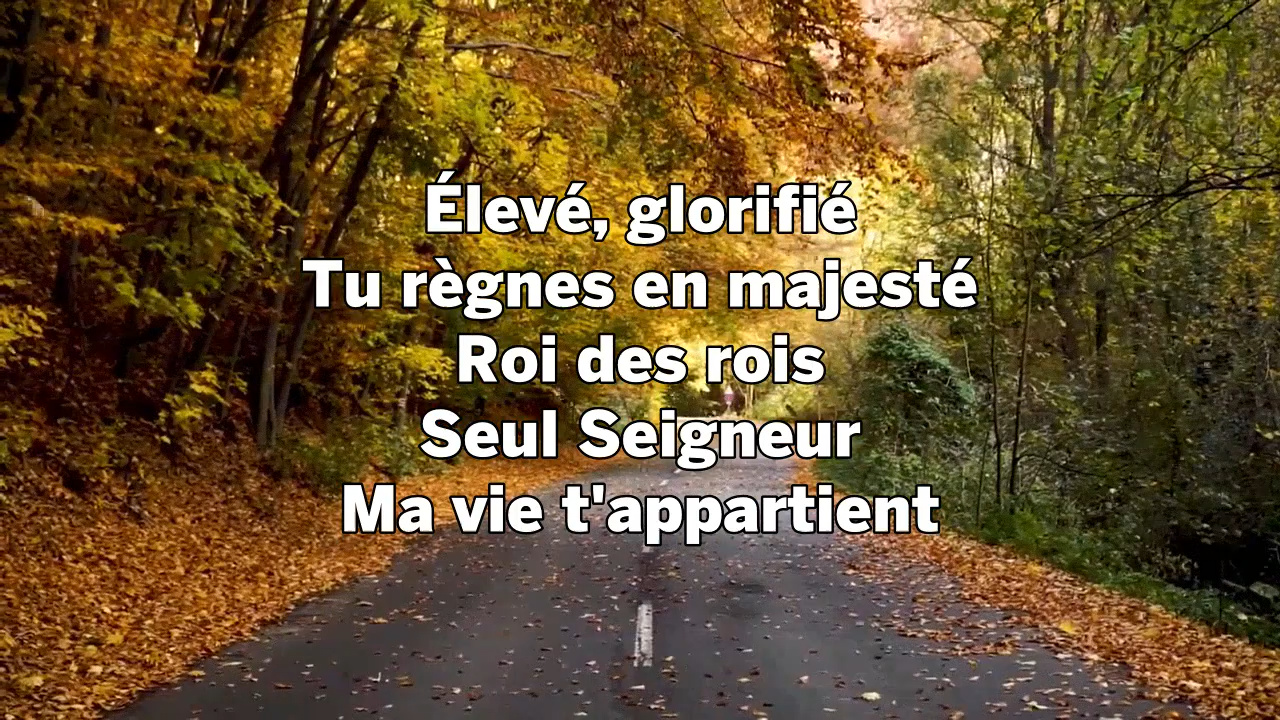 Élevé, glorifié
Tu règnes en majesté
Roi des rois
Seul Seigneur
Ma vie t'appartient